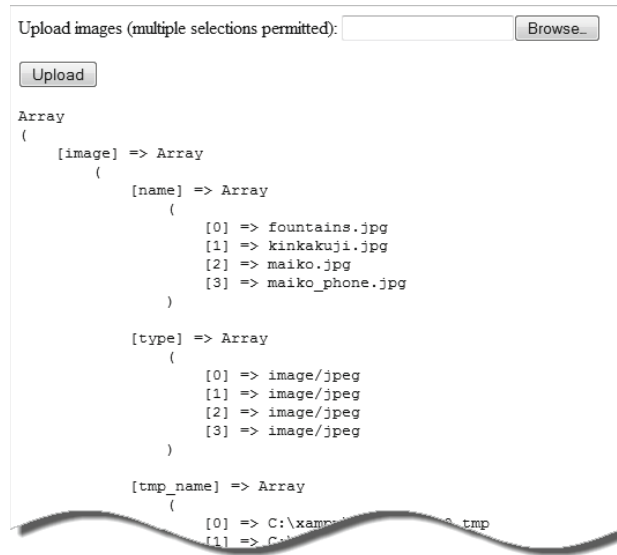 Upload images (multiple selections permitted): Browse...
Upload
Array
(
    [image] => Array
        (
            [name] => Array
                (
                    [0] => fountains.jpg
                    [1] => kinkakuji.jpg
                    [2] => maiko.jpg
                    [3] => maiko_phone.jpg
                )
            [type] => Array
                (
                    [0] => image/jpeg
                    [1] => image/jpeg
                    [2] => image/jpeg
                    [3] => image/jpeg
                )
            [tmp_name] => Array
                (
                    [0] => .tmp
                    [1] =>